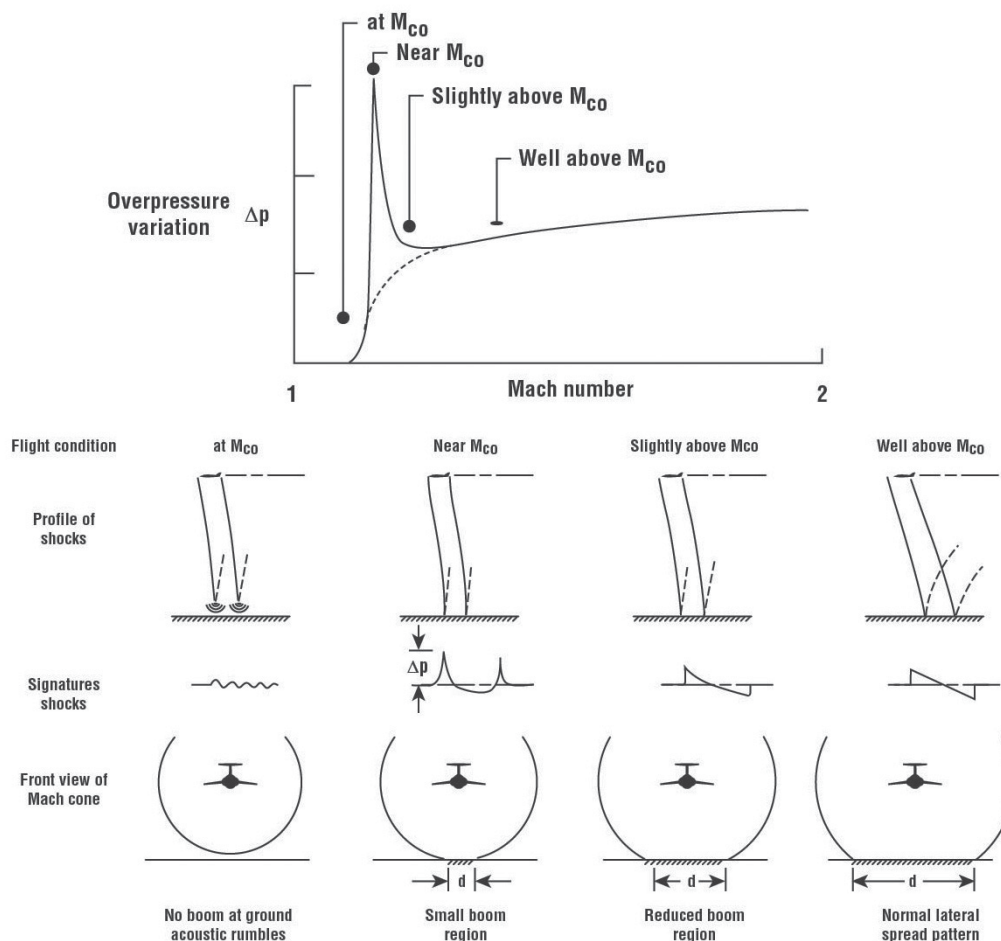 at M_CO
Near M_CO
Slightly above M_CO
Well above M_CO
Overpressure
variation Δp
1 Mach number 2
Flight condition at M_CO Near M_CO Slightly above Mco Well above M_CO
Profile of
shocks
Δp
Signatures
shocks
Front view of
Mach cone
d d d
No boom at ground Small boom Reduced boom Normal lateral
acoustic rumbles region region spread pattern